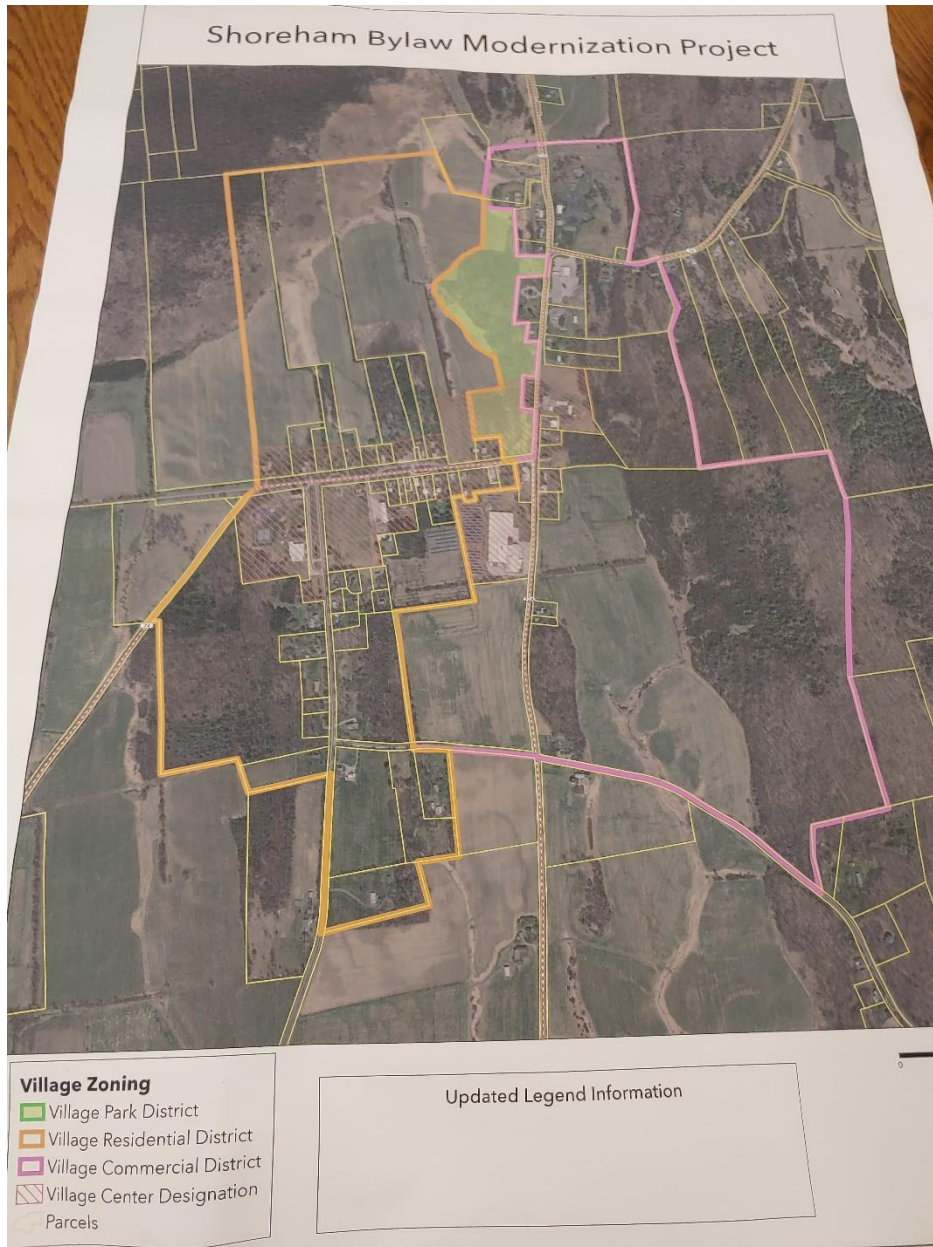 Shoreham Bylaw Modernization Project
Village Zoning
Village Park District
Village Residential District
Village Commercial District
Village Center Designation
Parcels
Updated Legend Information
0